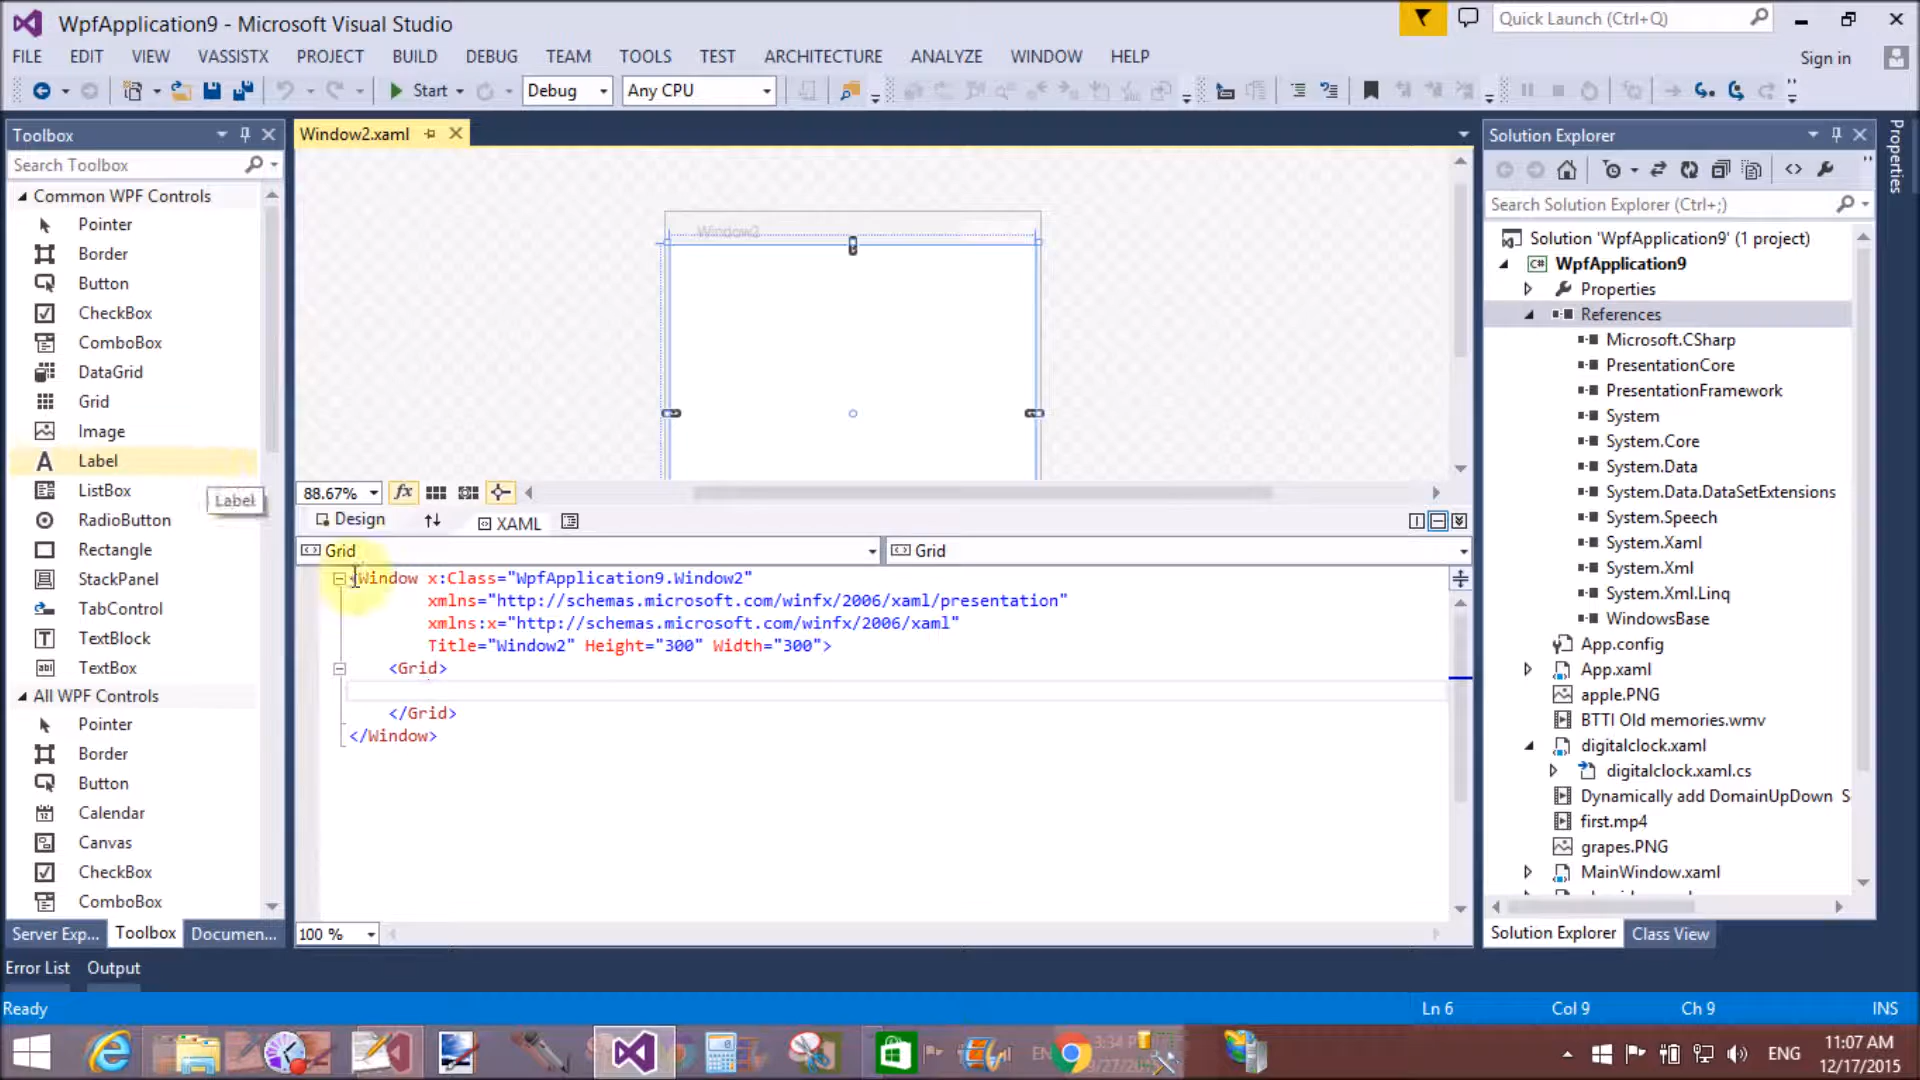 WpfApplication9 - Microsoft Visual Studio
Quick Launch (Ctrl+Q)
FILE EDIT VIEW VASSISTX PROJECT BUILD DEBUG TEAM TOOLS TEST ARCHITECTURE ANALYZE WINDOW HELP
Sign in
Start Debug Any CPU
Toolbox
Search Toolbox
Common WPF Controls
Pointer
Border
Button
CheckBox
ComboBox
DataGrid
Grid
Image
Label
ListBox
Label
RadioButton
Rectangle
StackPanel
TabControl
TextBlock
TextBox
All WPF Controls
Pointer
Border
Button
Calendar
Canvas
CheckBox
ComboBox
Server Exp... Toolbox Documen...
Window2.xaml
Window2
88.67%
Design XAML
Grid Grid
<Window x:Class="WpfApplication9.Window2"
xmlns="http://schemas.microsoft.com/winfx/2006/xaml/presentation"
xmlns:x="http://schemas.microsoft.com/winfx/2006/xaml"
Title="Window2" Height="300" Width="300">
<Grid>
</Grid>
</Window>
100 %
Solution Explorer
Search Solution Explorer (Ctrl+;)
Solution 'WpfApplication9' (1 project)
WpfApplication9
Properties
References
Microsoft.CSharp
PresentationCore
PresentationFramework
System
System.Core
System.Data
System.Data.DataSetExtensions
System.Speech
System.Xaml
System.Xml
System.Xml.Linq
WindowsBase
App.config
App.xaml
apple.PNG
BTTI Old memories.wmv
digitalclock.xaml
digitalclock.xaml.cs
Dynamically add DomainUpDown S
first.mp4
grapes.PNG
MainWindow.xaml
Solution Explorer Class View
Properties
Error List Output
Ready Ln 6 Col 9 Ch 9 INS
ENG
11:07 AM
12/17/2015